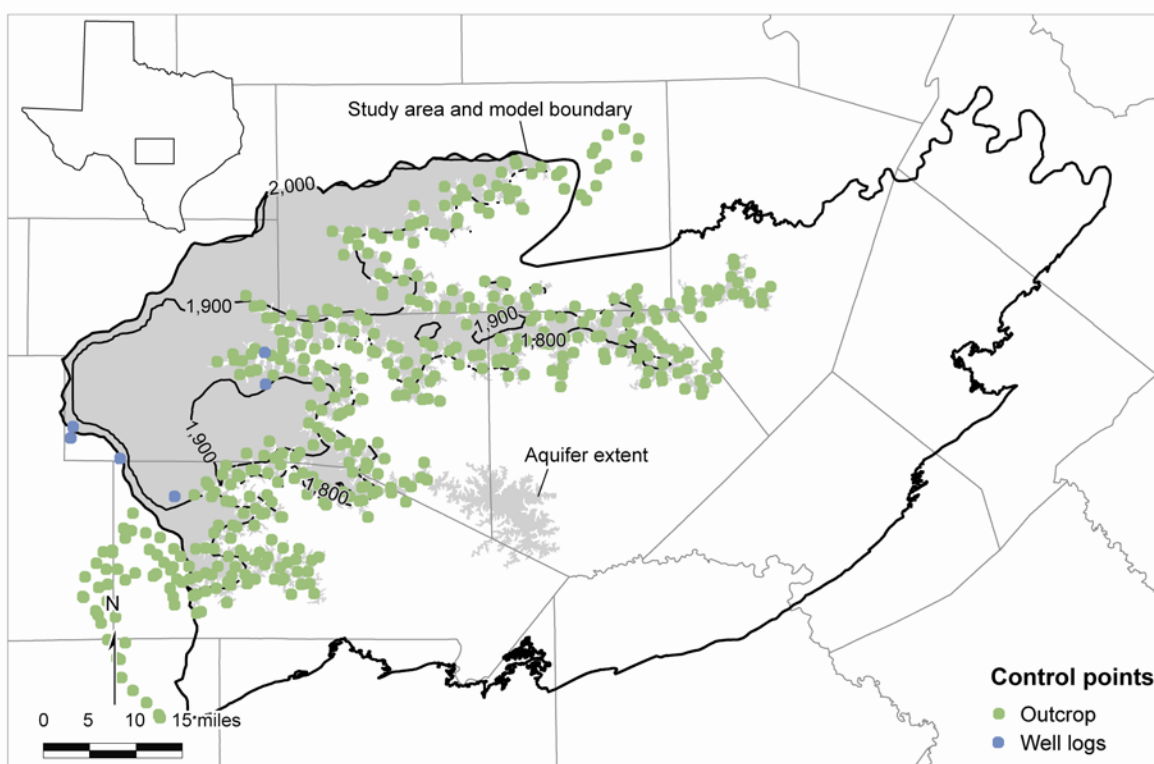 Study area and model boundary
2,000
1,900
1,900
1,800
1,900
1,800
Aquifer extent
N
0 5 10 15 miles
Control points
Outcrop
Well logs